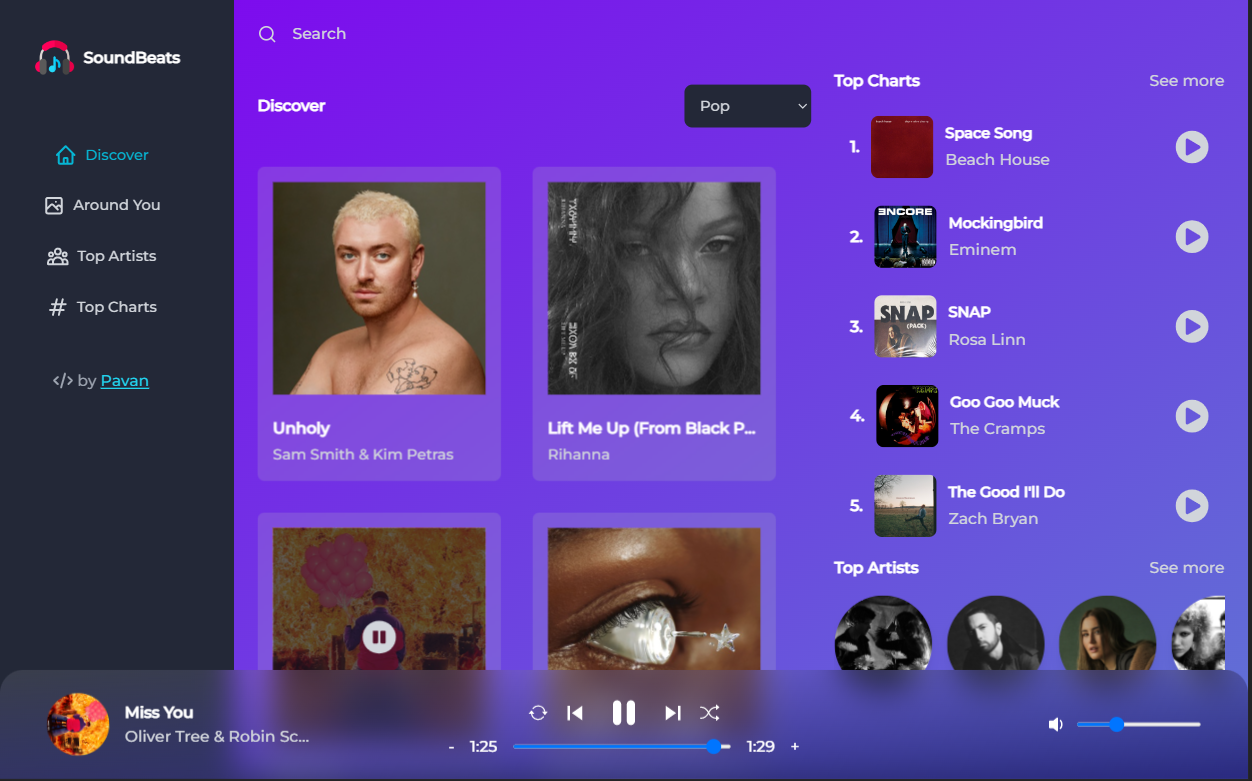 SoundBeats
Discover
Around You
Top Artists
Top Charts
</> by Pavan
Search
Discover
Pop
Unholy
Sam Smith & Kim Petras
Lift Me Up (From Black P...
Rihanna
Top Charts
See more
1.
Space Song
Beach House
2.
ENCORE
Mockingbird
Eminem
3.
SNAP
(PACK)
SNAP
Rosa Linn
4.
Goo Goo Muck
The Cramps
5.
The Good I'll Do
Zach Bryan
Top Artists
See more
Miss You
Oliver Tree & Robin Sc...
- 1:25
1:29 +